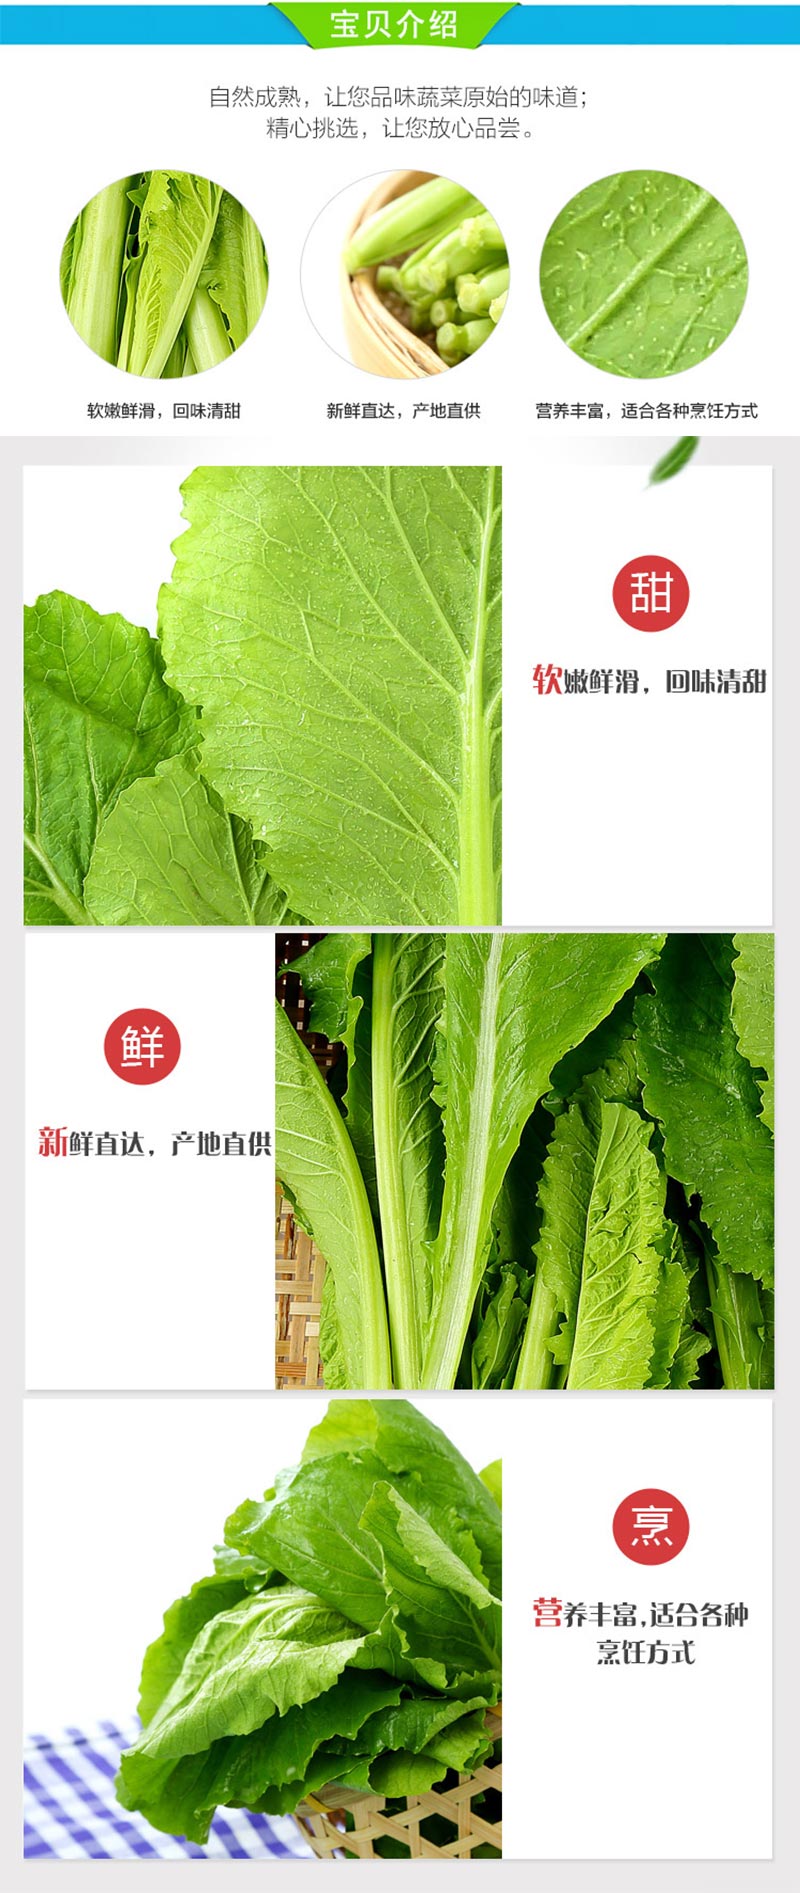 宝贝介绍
自然成熟，让您品味蔬菜原始的味道；
精心挑选，让您放心品尝。
软嫩鲜滑，回味清甜
新鲜直达，产地直供
营养丰富，适合各种烹饪方式
甜
软嫩鲜滑，回味清甜
鲜
新鲜直达，产地直供
烹
营养丰富,适合各种
烹饪方式